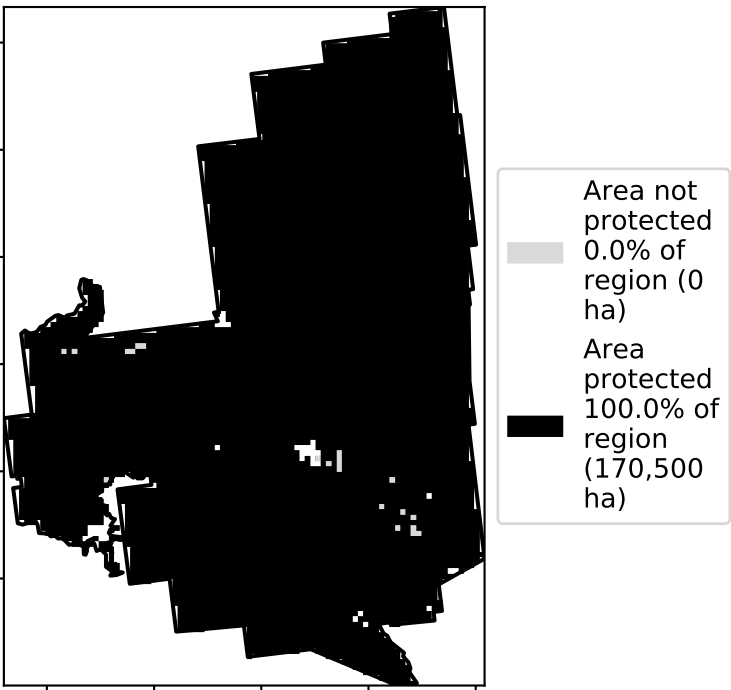 Area not
protected
0.0% of
region (0
ha)
Area
protected
100.0% of
region
(170,500
ha)